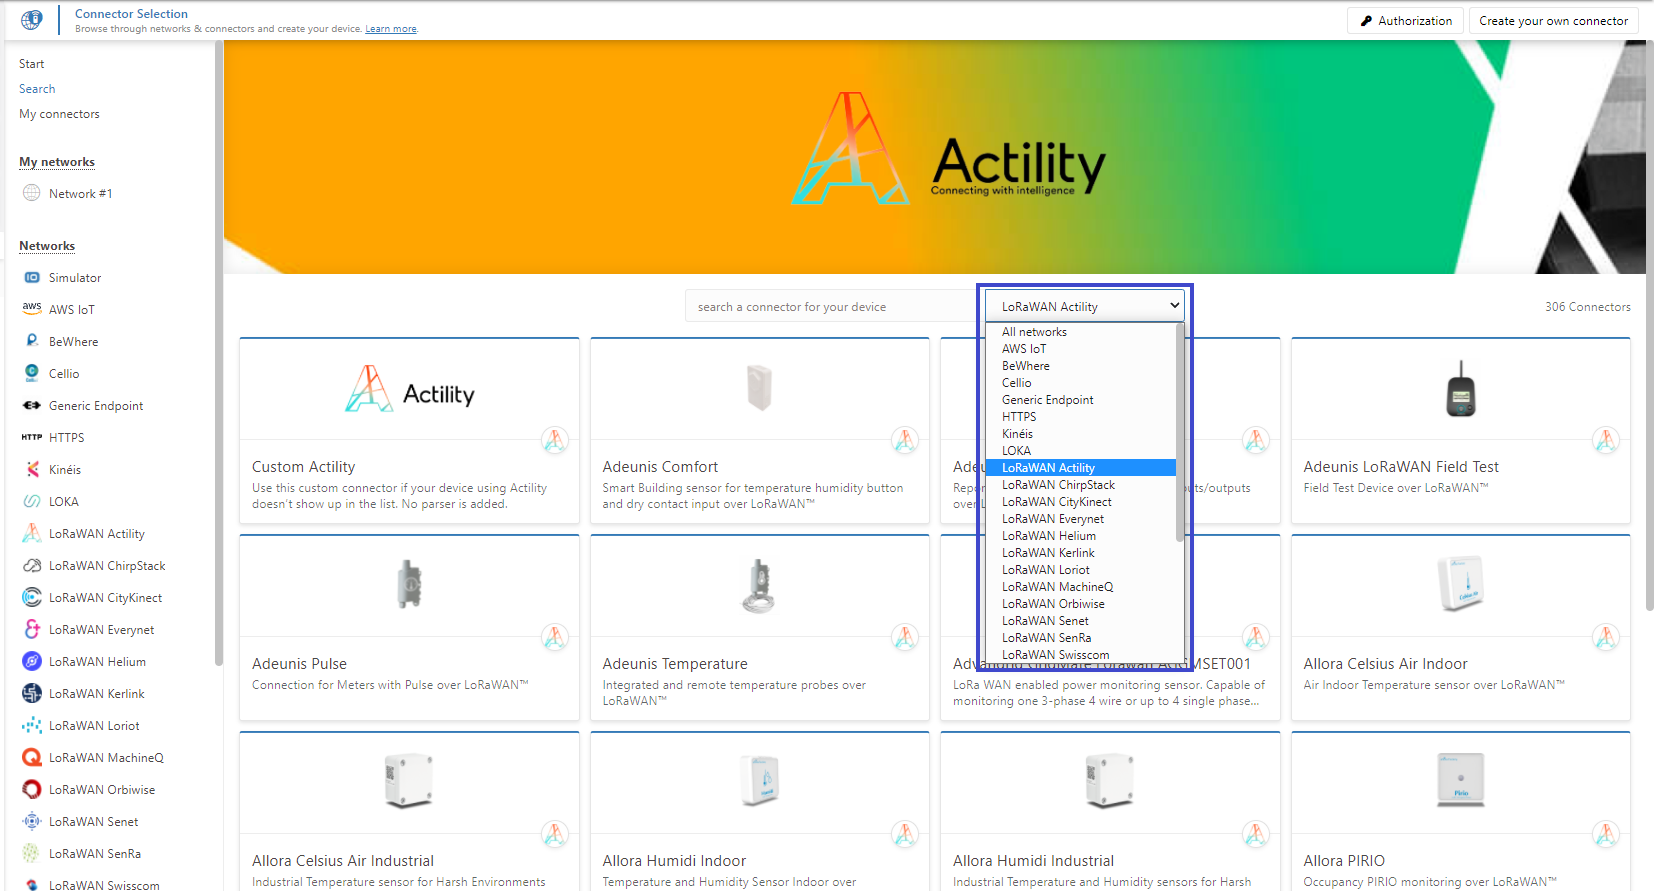 Connector Selection
Browse through networks & connectors and create your device. Learn more.
Authorization
Create your own connector
Start
Search
My connectors
My networks
Network #1
Networks
Simulator
aws AWS IoT
BeWhere
Cellio
Generic Endpoint
HTTP HTTPS
Kinéis
LOKA
LoRaWAN Actility
LoRaWAN ChirpStack
LoRaWAN CityKinect
LoRaWAN Everynet
LoRaWAN Helium
LoRaWAN Kerlink
LoRaWAN Loriot
LoRaWAN MachineQ
LoRaWAN Orbiwise
LoRaWAN Senet
LoRaWAN SenRa
LoRaWAN Swisscom
Actility
Connecting with intelligence
search a connector for your device
LoRaWAN Actility
306 Connectors
All networks
AWS IoT
BeWhere
Cellio
Generic Endpoint
HTTPS
Kinéis
LOKA
LoRaWAN Actility
LoRaWAN ChirpStack
LoRaWAN CityKinect
LoRaWAN Everynet
LoRaWAN Helium
LoRaWAN Kerlink
LoRaWAN Loriot
LoRaWAN MachineQ
LoRaWAN Orbiwise
LoRaWAN Senet
LoRaWAN SenRa
LoRaWAN Swisscom
Actility
Custom Actility
Use this custom connector if your device using Actility
doesn't show up in the list. No parser is added.
Adeunis Comfort
Smart Building sensor for temperature humidity button
and dry contact input over LoRaWAN™
Adeunis LoRaWAN Field Test
Field Test Device over LoRaWAN™
Adeunis Pulse
Connection for Meters with Pulse over LoRaWAN™
Adeunis Temperature
Integrated and remote temperature probes over
LoRaWAN™
LoRa WAN enabled power monitoring sensor. Capable of
monitoring one 3-phase 4 wire or up to 4 single phase...
Allora Celsius Air Indoor
Air Indoor Temperature sensor over LoRaWAN™
Allora Celsius Air Industrial
Industrial Temperature sensor for Harsh Environments
Allora Humidi Indoor
Temperature and Humidity Sensor Indoor over
Allora Humidi Industrial
Industrial Temperature and Humidity sensors for Harsh
Pirio
Allora PIRIO
Occupancy PIRIO monitoring over LoRaWAN™